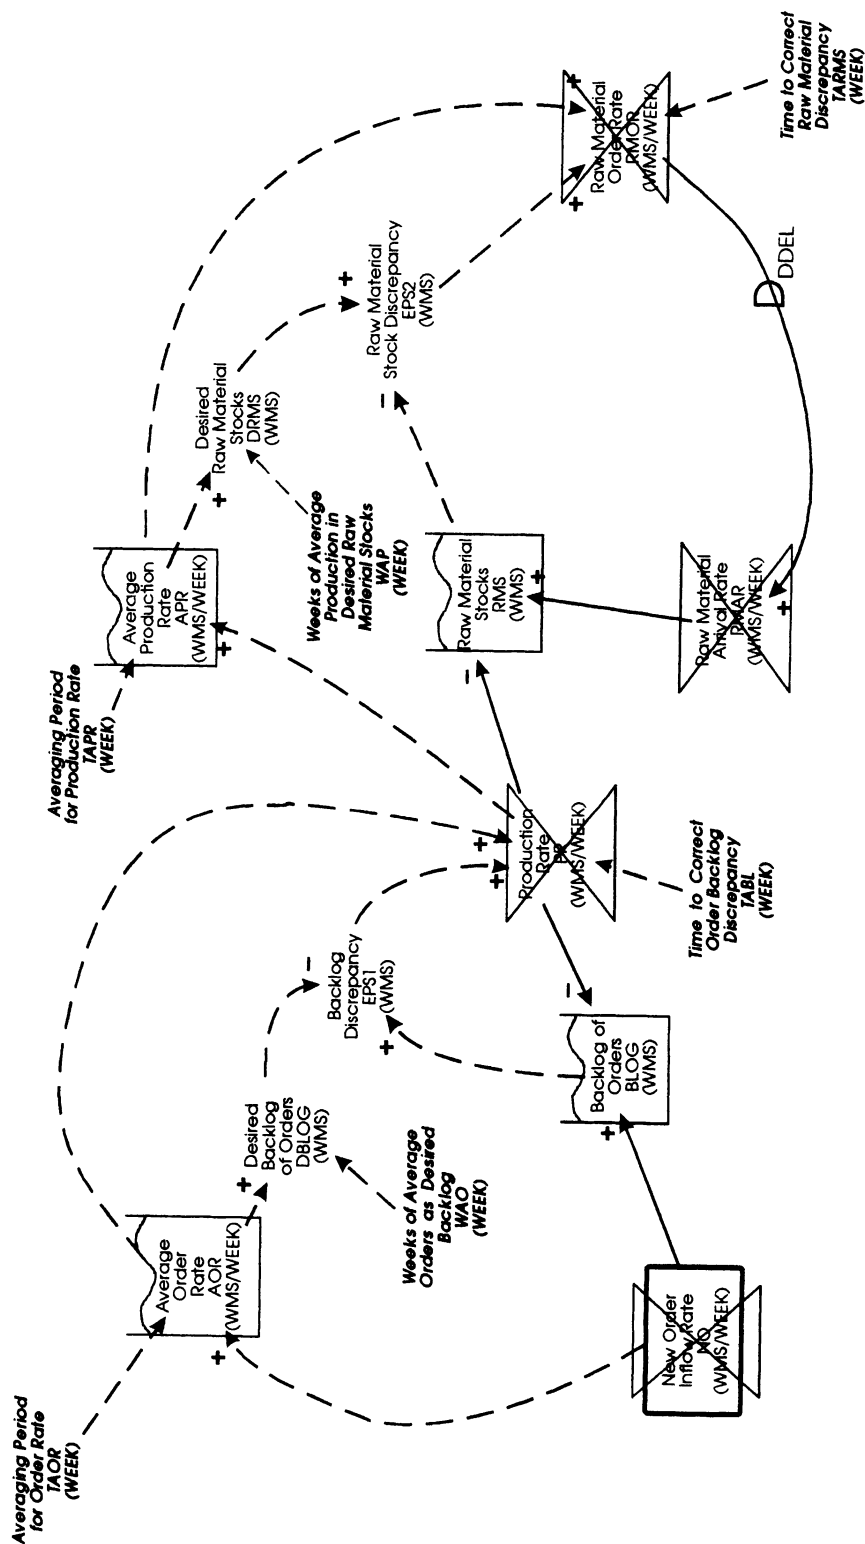 Averaging Period
for Order Rate
TAOR
(WEEK)
Average
Order
Rate
AOR
(WMS/WEEK)
+
+
Desired
Backlog
of Orders
DBLOG
(WMS)
Weeks of Average
Orders as Desired
Backlog
WAO
(WEEK)
New Order
Inflow Rate
NO
(WMS/WEEK)
+
Backlog of
Orders
BLOG
(WMS)
−
+
−
Backlog
Discrepancy
EPS1
(WMS)
+
+
Production
Rate
PR
(WMS/WEEK)
Time to Correct
Order Backlog
Discrepancy
TABL
(WEEK)
Averaging Period
for Production Rate
TAPR
(WEEK)
Average
Production
Rate
APR
(WMS/WEEK)
+
+
Desired
Raw Material
Stocks
DRMS
(WMS)
Weeks of Average
Production in
Desired Raw
Material Stocks
WAP
(WEEK)
−
Raw Material
Stocks
RMS
(WMS)
+
Raw Material
Arrival Rate
RMAR
(WMS/WEEK)
+
−
+
Raw Material
Stock Discrepancy
EPS2
(WMS)
+
+
Raw Material
Order Rate
RMOR
(WMS/WEEK)
D
DDEL
Time to Correct
Raw Material
Discrepancy
TARMS
(WEEK)